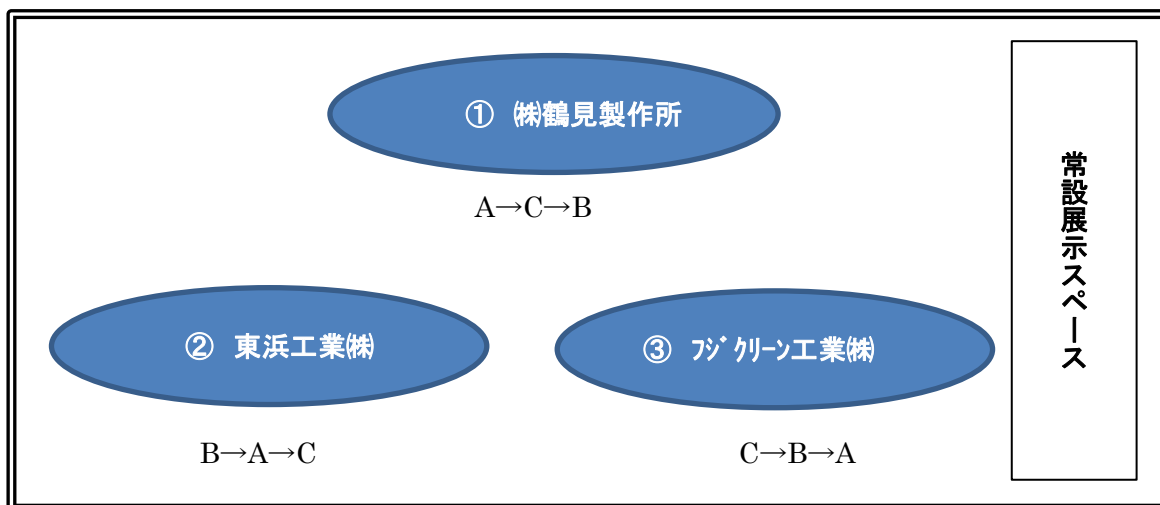 ① ㈱鶴見製作所
A→C→B
② 東浜工業㈱
B→A→C
③ ﾌｼﾞｸﾘｰﾝ工業㈱
C→B→A
常設展示スペース